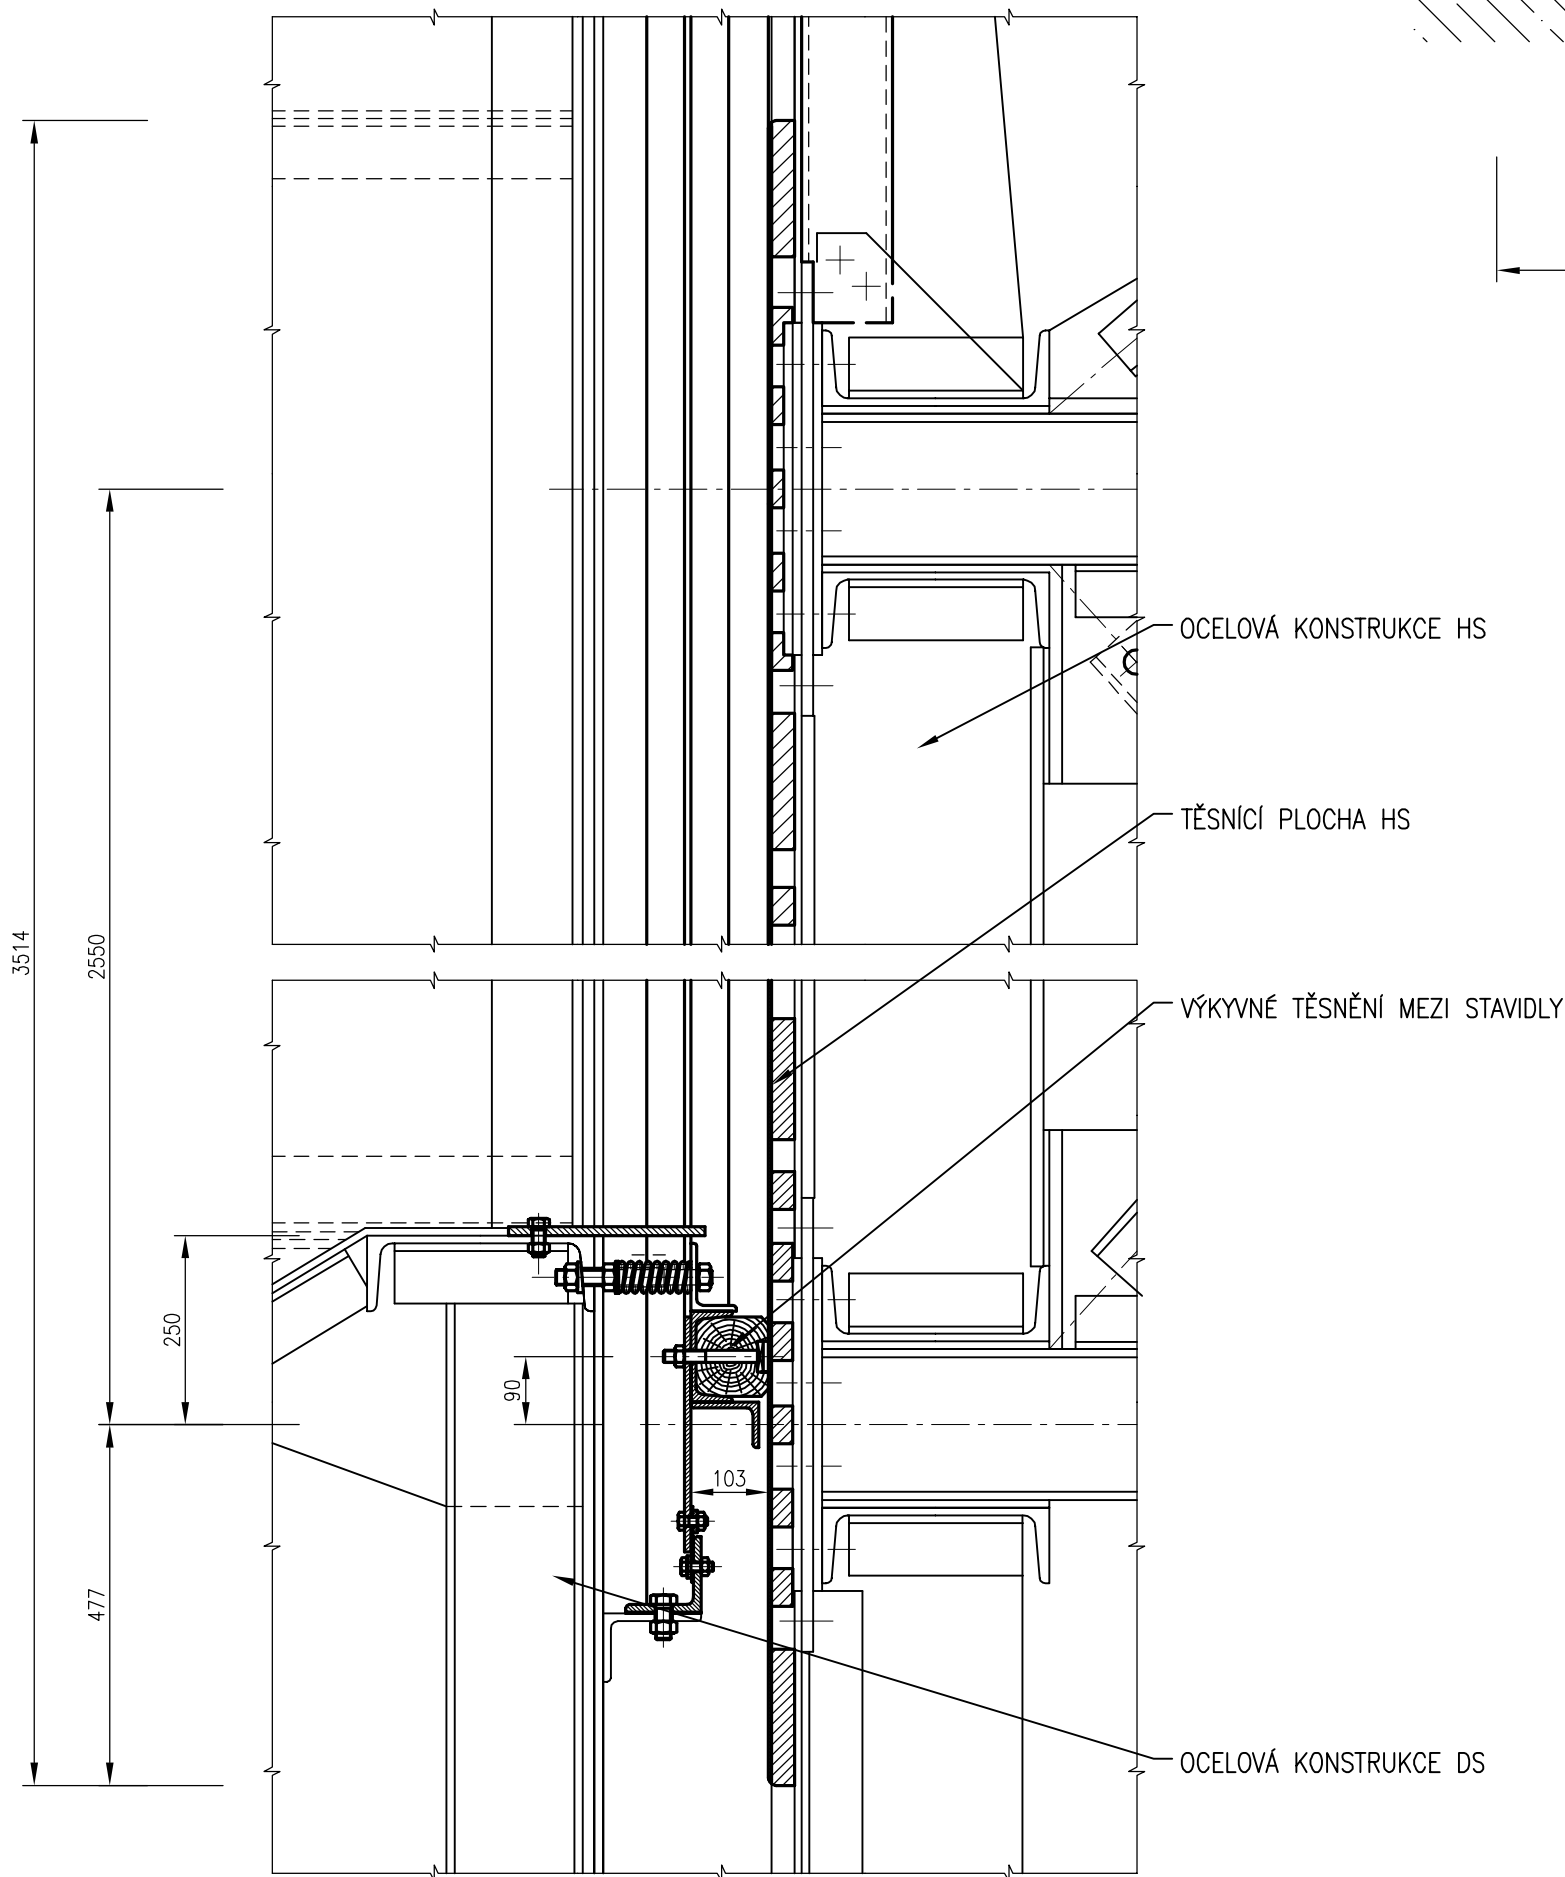 OCELOVÁ KONSTRUKCE HS
TĚSNÍCÍ PLOCHA HS
3514
2550
VÝKYVNÉ TĚSNĚNÍ MEZI STAVIDLY
250
90
103
477
OCELOVÁ KONSTRUKCE DS